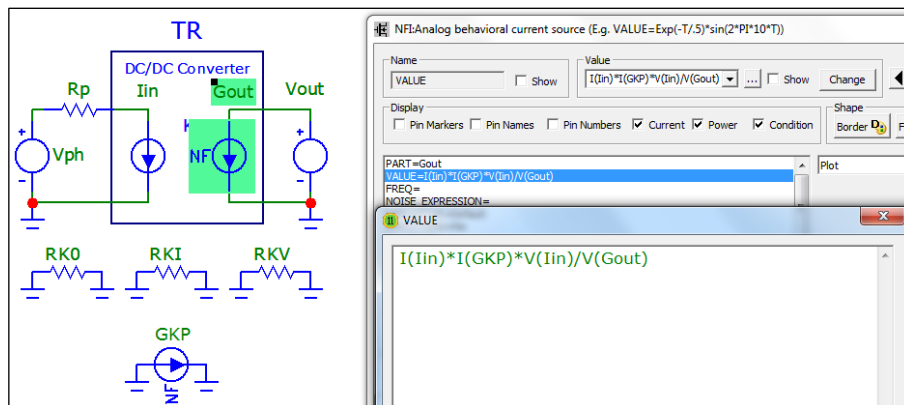 TR
DC/DC Converter
Iin
Gout
Rp
Vout
+
Vph
-
NF
+
-
RK0
RKI
RKV
GKP
NF
NFI:Analog behavioral current source (E.g. VALUE=Exp(-T/.5)*sin(2*PI*10*T))
Name
VALUE
Show
Value
I(Iin)*I(GKP)*V(Iin)/V(Gout)
...
Show
Change
Display
Pin Markers
Pin Names
Pin Numbers
Current
Power
Condition
Shape
Border
PART=Gout
VALUE=I(Iin)*I(GKP)*V(Iin)/V(Gout)
FREQ=
NOISE_EXPRESSION=
Plot
VALUE
I(Iin)*I(GKP)*V(Iin)/V(Gout)